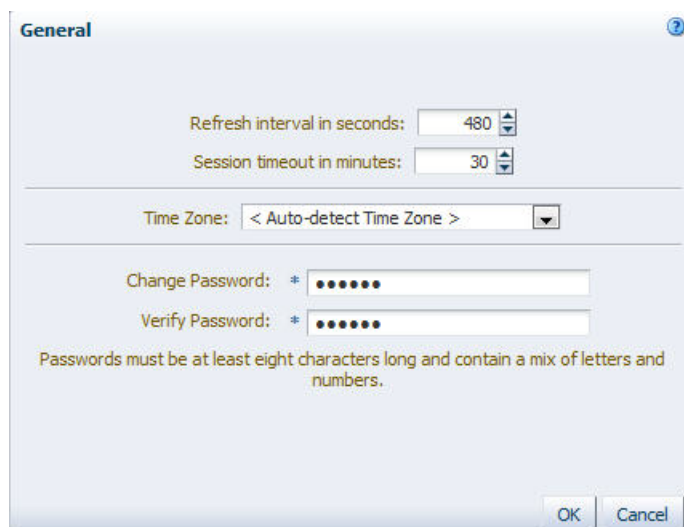 General
?
Refresh interval in seconds: 480
Session timeout in minutes: 30
Time Zone: < Auto-detect Time Zone >
Change Password: * ••••••
Verify Password: * ••••••
Passwords must be at least eight characters long and contain a mix of letters and
numbers.
OK Cancel